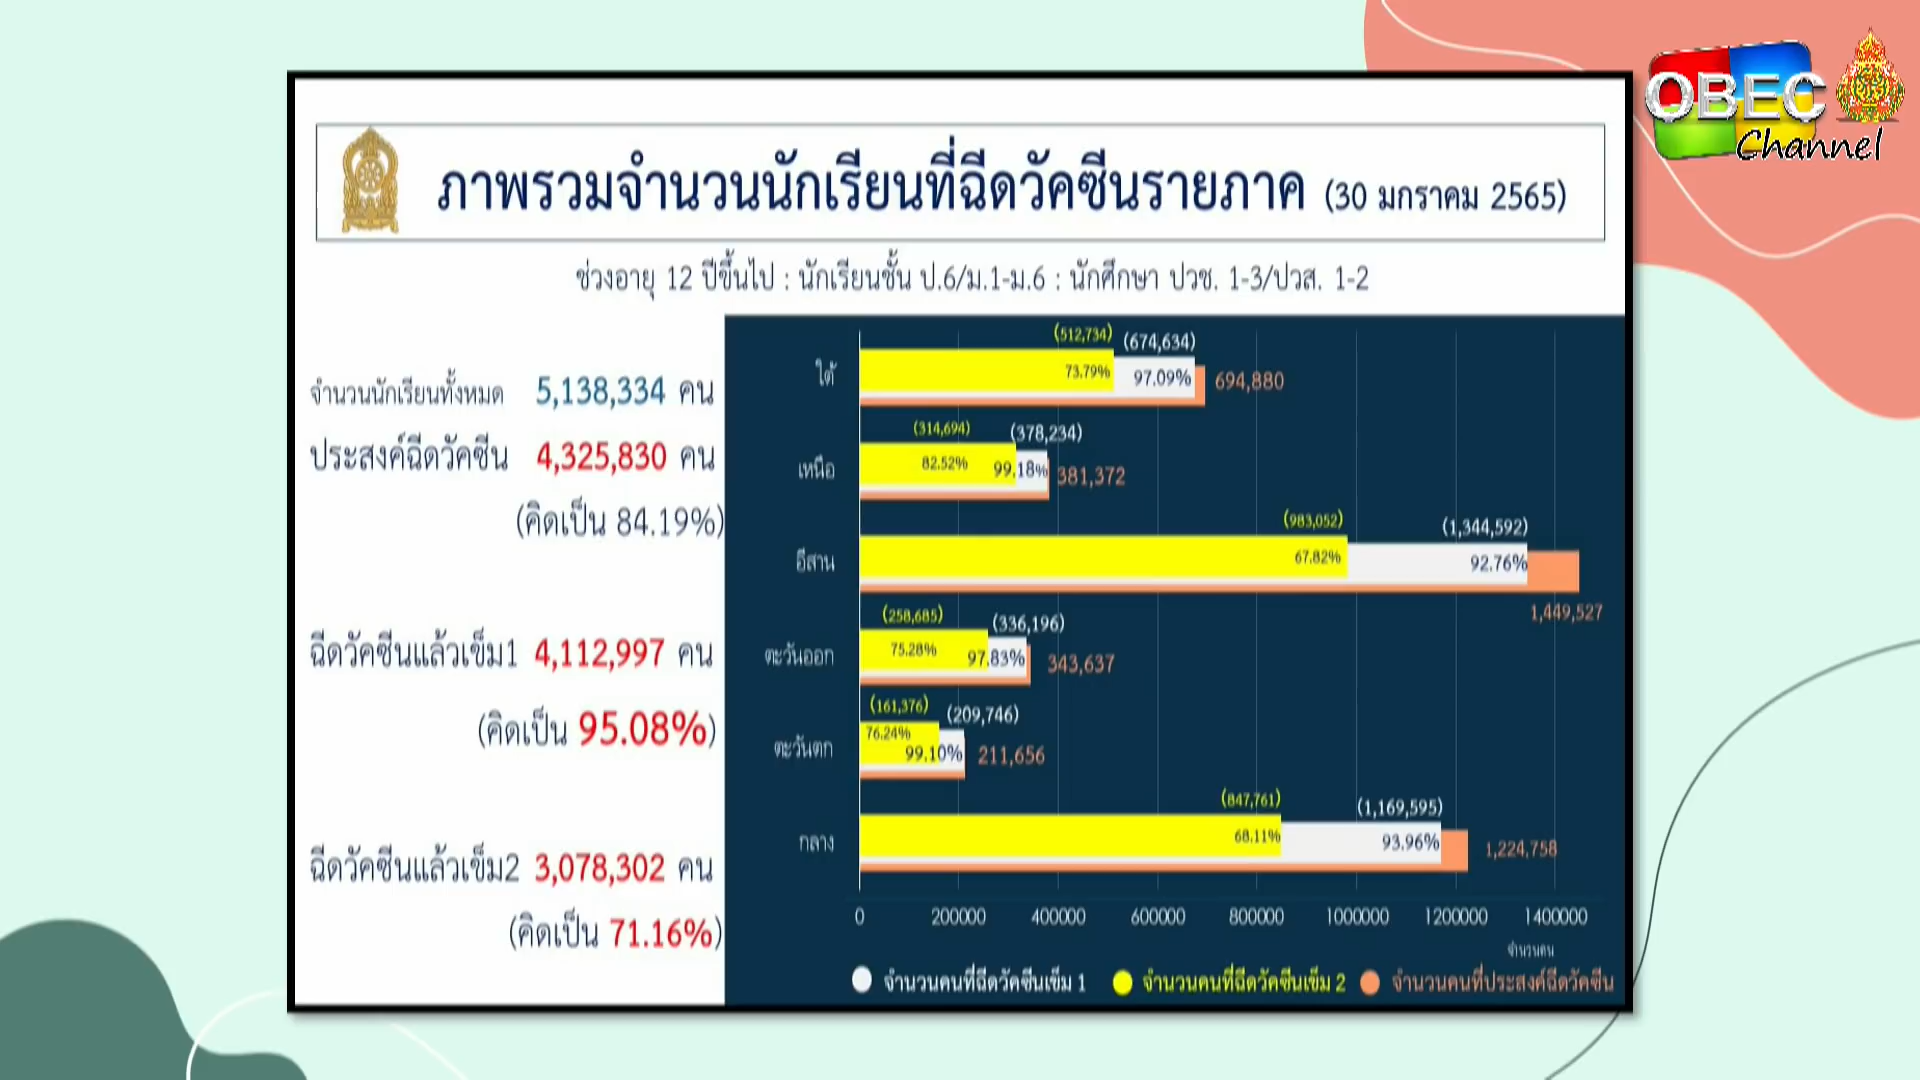 OBEC
Channel
ภาพรวมจำนวนนักเรียนที่ฉีดวัคซีนรายภาค (30 มกราคม 2565)
ช่วงอายุ 12 ปีขึ้นไป : นักเรียนชั้น ป.6/ม.1-ม.6 : นักศึกษา ปวช. 1-3/ปวส. 1-2
จำนวนนักเรียนทั้งหมด 5,138,334 คน
ประสงค์ฉีดวัคซีน 4,325,830 คน
(คิดเป็น 84.19%)
ฉีดวัคซีนแล้วเข็ม1 4,112,997 คน
(คิดเป็น 95.08%)
ฉีดวัคซีนแล้วเข็ม2 3,078,302 คน
(คิดเป็น 71.16%)
(512,734) (674,634)
ใต้ 73.79% 97.09% 694,880
(314,694) (378,234)
เหนือ 82.52% 99.18% 381,372
(983,052) (1,344,592)
อีสาน 67.82% 92.76%
1,449,527
(258,685) (336,196)
ตะวันออก 75.28% 97.83% 343,637
(161,376) (209,746)
ตะวันตก 76.24% 99.10% 211,656
(847,761) (1,169,595)
กลาง 68.11% 93.96% 1,224,758
0 200000 400000 600000 800000 1000000 1200000 1400000
จำนวนคน
จำนวนคนที่ฉีดวัคซีนเข็ม 1 จำนวนคนที่ฉีดวัคซีนเข็ม 2 จำนวนคนที่ประสงค์ฉีดวัคซีน